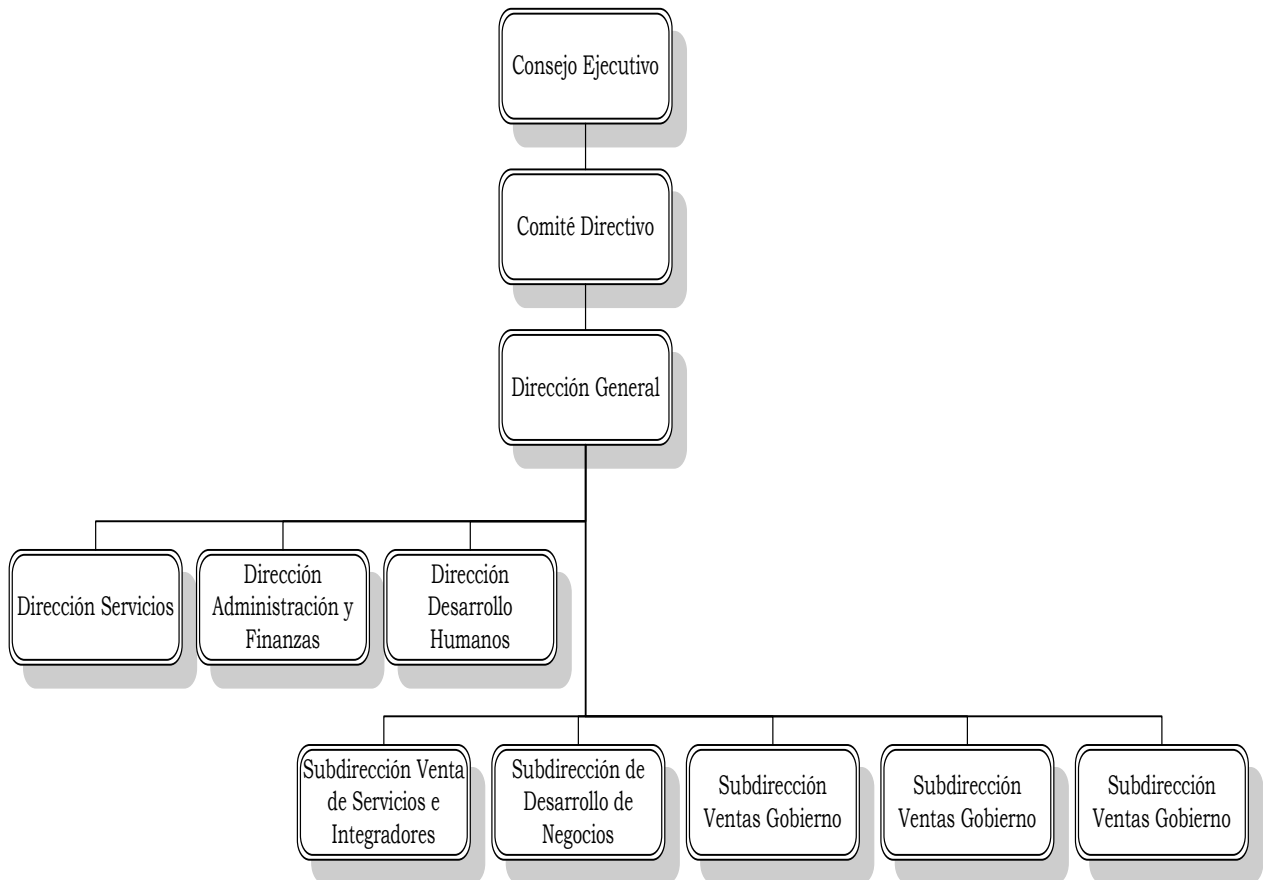 Consejo Ejecutivo
Comité Directivo
Dirección General
Dirección Servicios
Dirección
Administración y
Finanzas
Dirección
Desarrollo
Humanos
Subdirección Venta
de Servicios e
Integradores
Subdirección de
Desarrollo de
Negocios
Subdirección
Ventas Gobierno
Subdirección
Ventas Gobierno
Subdirección
Ventas Gobierno